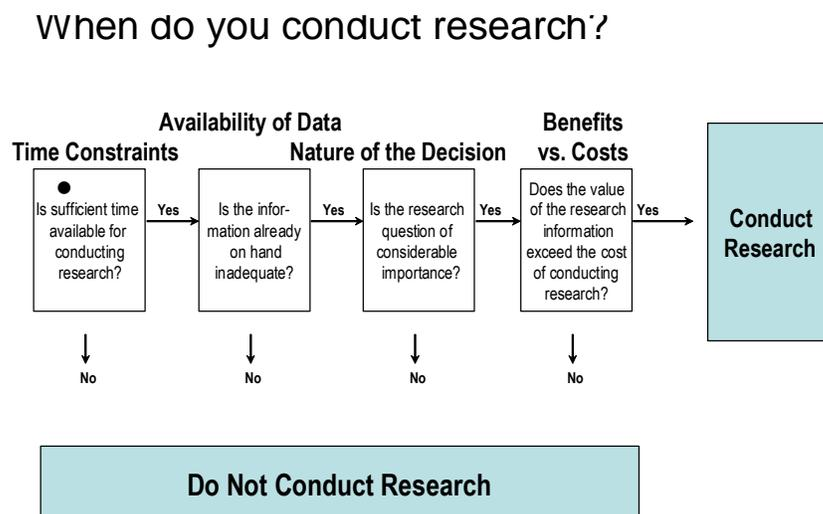 When do you conduct research?
Availability of Data
Benefits
Time Constraints
Nature of the Decision
vs. Costs
Is sufficient time
available for
conducting
research?
Yes
Is the infor-
mation already
on hand
inadequate?
Yes
Is the research
question of
considerable
importance?
Yes
Does the value
of the research
information
exceed the cost
of conducting
research?
Yes
Conduct
Research
No
No
No
No
Do Not Conduct Research